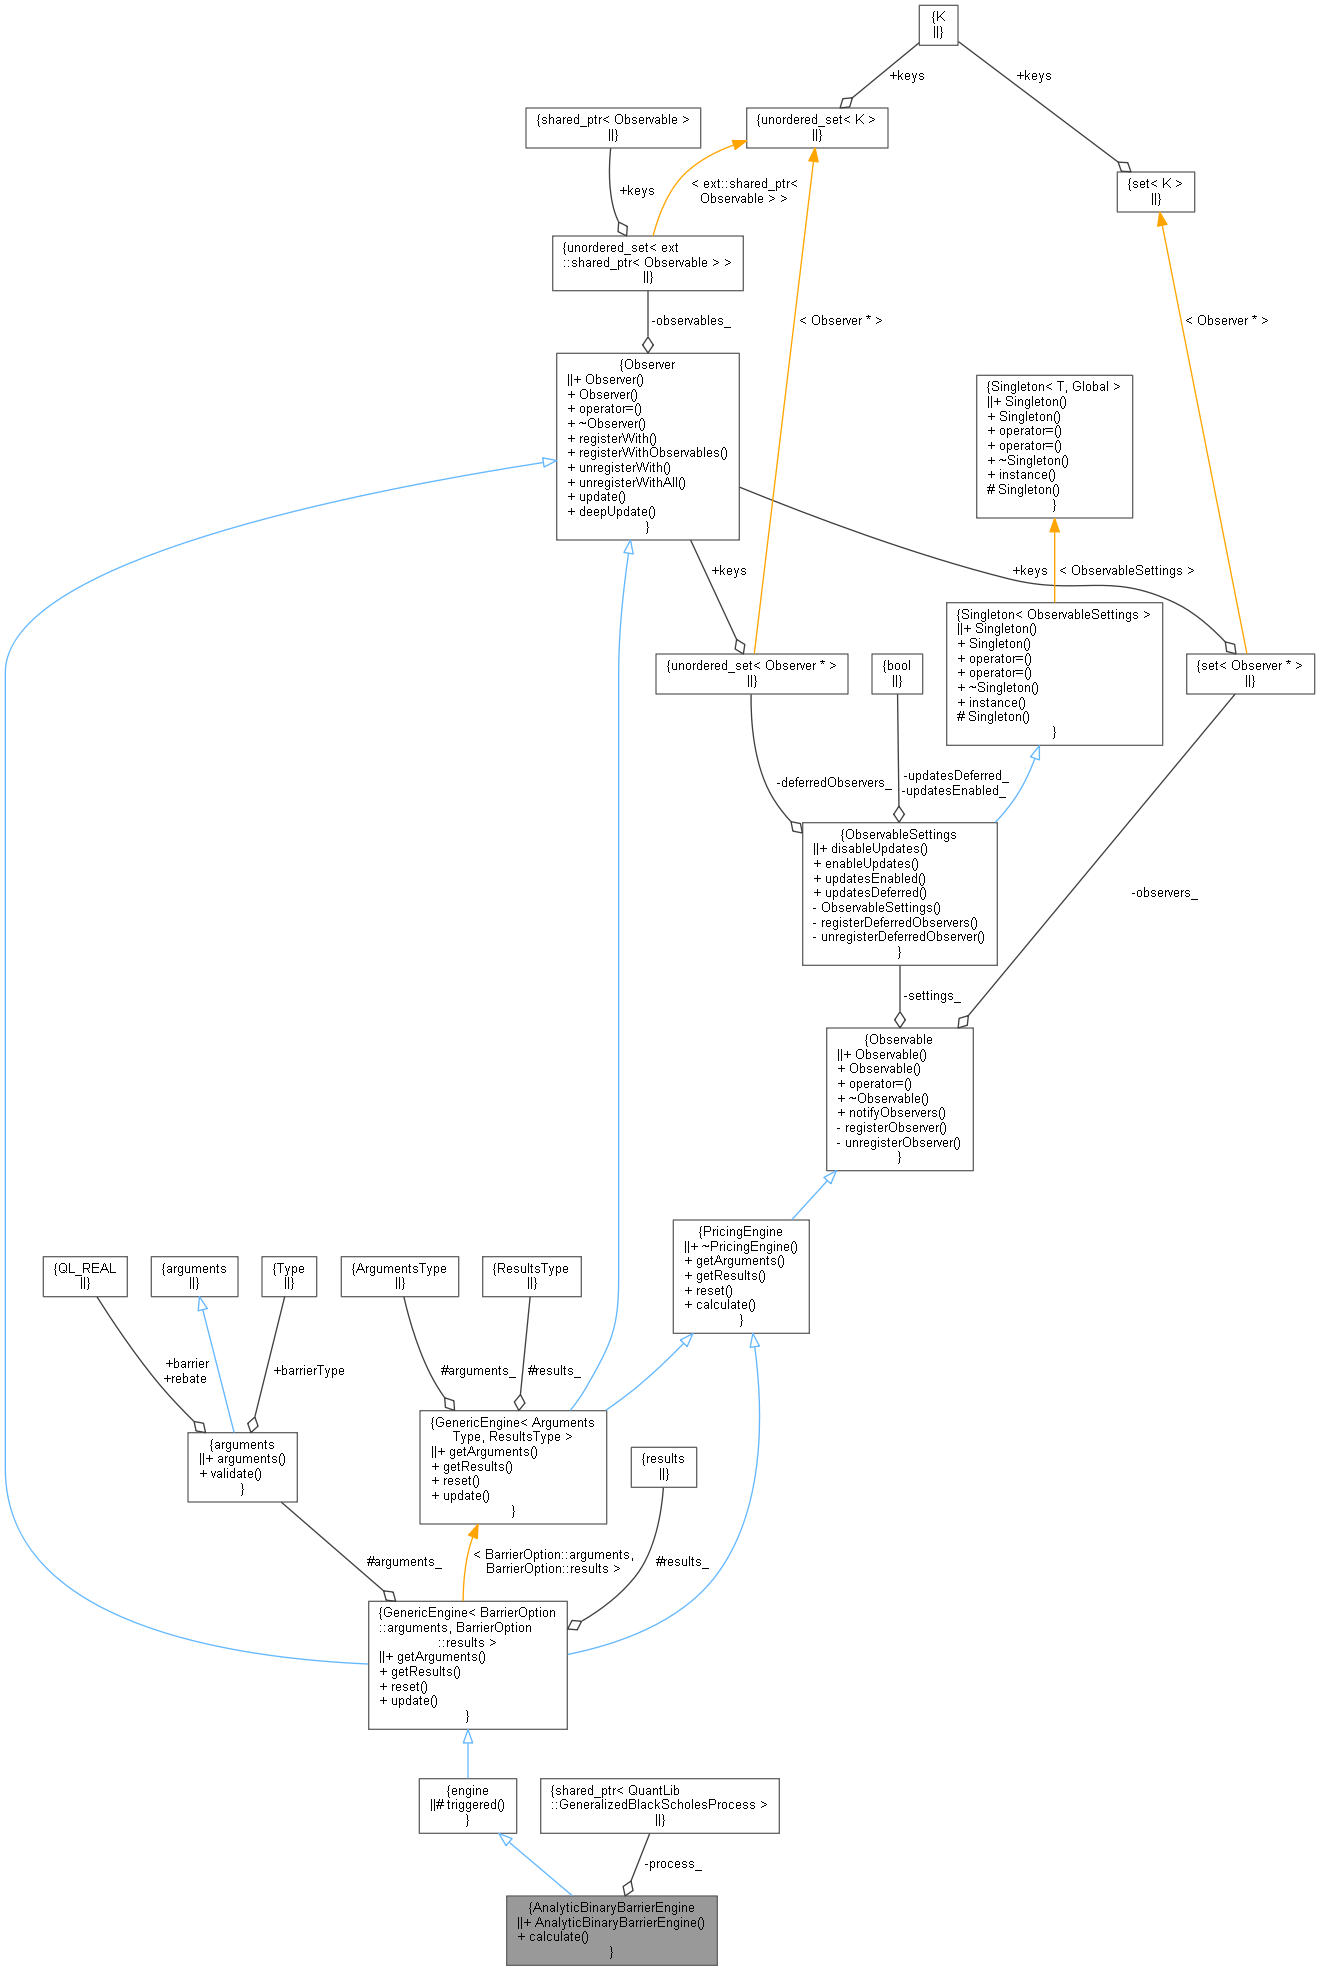 {K
||}
+keys
+keys
{shared_ptr< Observable >
||}
{unordered_set< K >
||}
{set< K >
||}
+keys
< ext::shared_ptr<
Observable > >
{unordered_set< ext
::shared_ptr< Observable > >
||}
-observables_
< Observer * >
< Observer * >
{Observer
||+ Observer()
+ Observer()
+ operator=()
+ ~Observer()
+ registerWith()
+ registerWithObservables()
+ unregisterWith()
+ unregisterWithAll()
+ update()
+ deepUpdate()
}
{Singleton< T, Global >
||+ Singleton()
+ Singleton()
+ operator=()
+ operator=()
+ ~Singleton()
+ instance()
# Singleton()
}
+keys
+keys
< ObservableSettings >
{Singleton< ObservableSettings >
||+ Singleton()
+ Singleton()
+ operator=()
+ operator=()
+ ~Singleton()
+ instance()
# Singleton()
}
{unordered_set< Observer * >
||}
{bool
||}
{set< Observer * >
||}
-deferredObservers_
-updatesDeferred_
-updatesEnabled_
{ObservableSettings
||+ disableUpdates()
+ enableUpdates()
+ updatesEnabled()
+ updatesDeferred()
- ObservableSettings()
- registerDeferredObservers()
- unregisterDeferredObserver()
}
-observers_
-settings_
{Observable
||+ Observable()
+ Observable()
+ operator=()
+ ~Observable()
+ notifyObservers()
- registerObserver()
- unregisterObserver()
}
{PricingEngine
||+ ~PricingEngine()
+ getArguments()
+ getResults()
+ reset()
+ calculate()
}
{QL_REAL
||}
{arguments
||}
{Type
||}
{ArgumentsType
||}
{ResultsType
||}
+barrier
+rebate
+barrierType
#arguments_
#results_
{arguments
||+ arguments()
+ validate()
}
{GenericEngine< Arguments
Type, ResultsType >
||+ getArguments()
+ getResults()
+ reset()
+ update()
}
{results
||}
#arguments_
< BarrierOption::arguments,
BarrierOption::results >
#results_
{GenericEngine< BarrierOption
::arguments, BarrierOption
::results >
||+ getArguments()
+ getResults()
+ reset()
+ update()
}
{engine
||# triggered()
}
{shared_ptr< QuantLib
::GeneralizedBlackScholesProcess >
||}
-process_
{AnalyticBinaryBarrierEngine
||+ AnalyticBinaryBarrierEngine()
+ calculate()
}